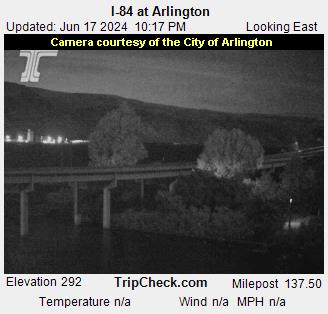 I-84 at Arlington
Updated: Jun 17 2024 10:17 PM Looking East
Camera courtesy of the City of Arlington
Elevation 292 TripCheck.com Milepost 137.50
Temperature n/a Wind n/a MPH n/a